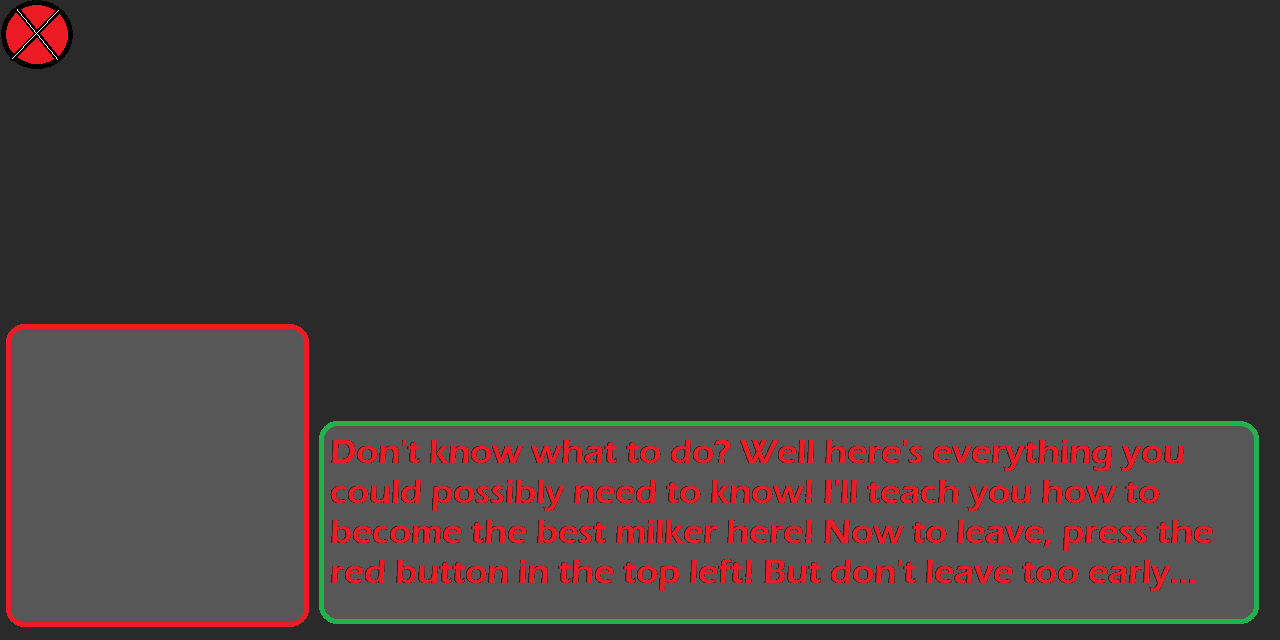 Don't know what to do? Well here's everything you
could possibly need to know! I'll teach you how to
become the best milker here! Now to leave, press the
red button in the top left! But don't leave too early...